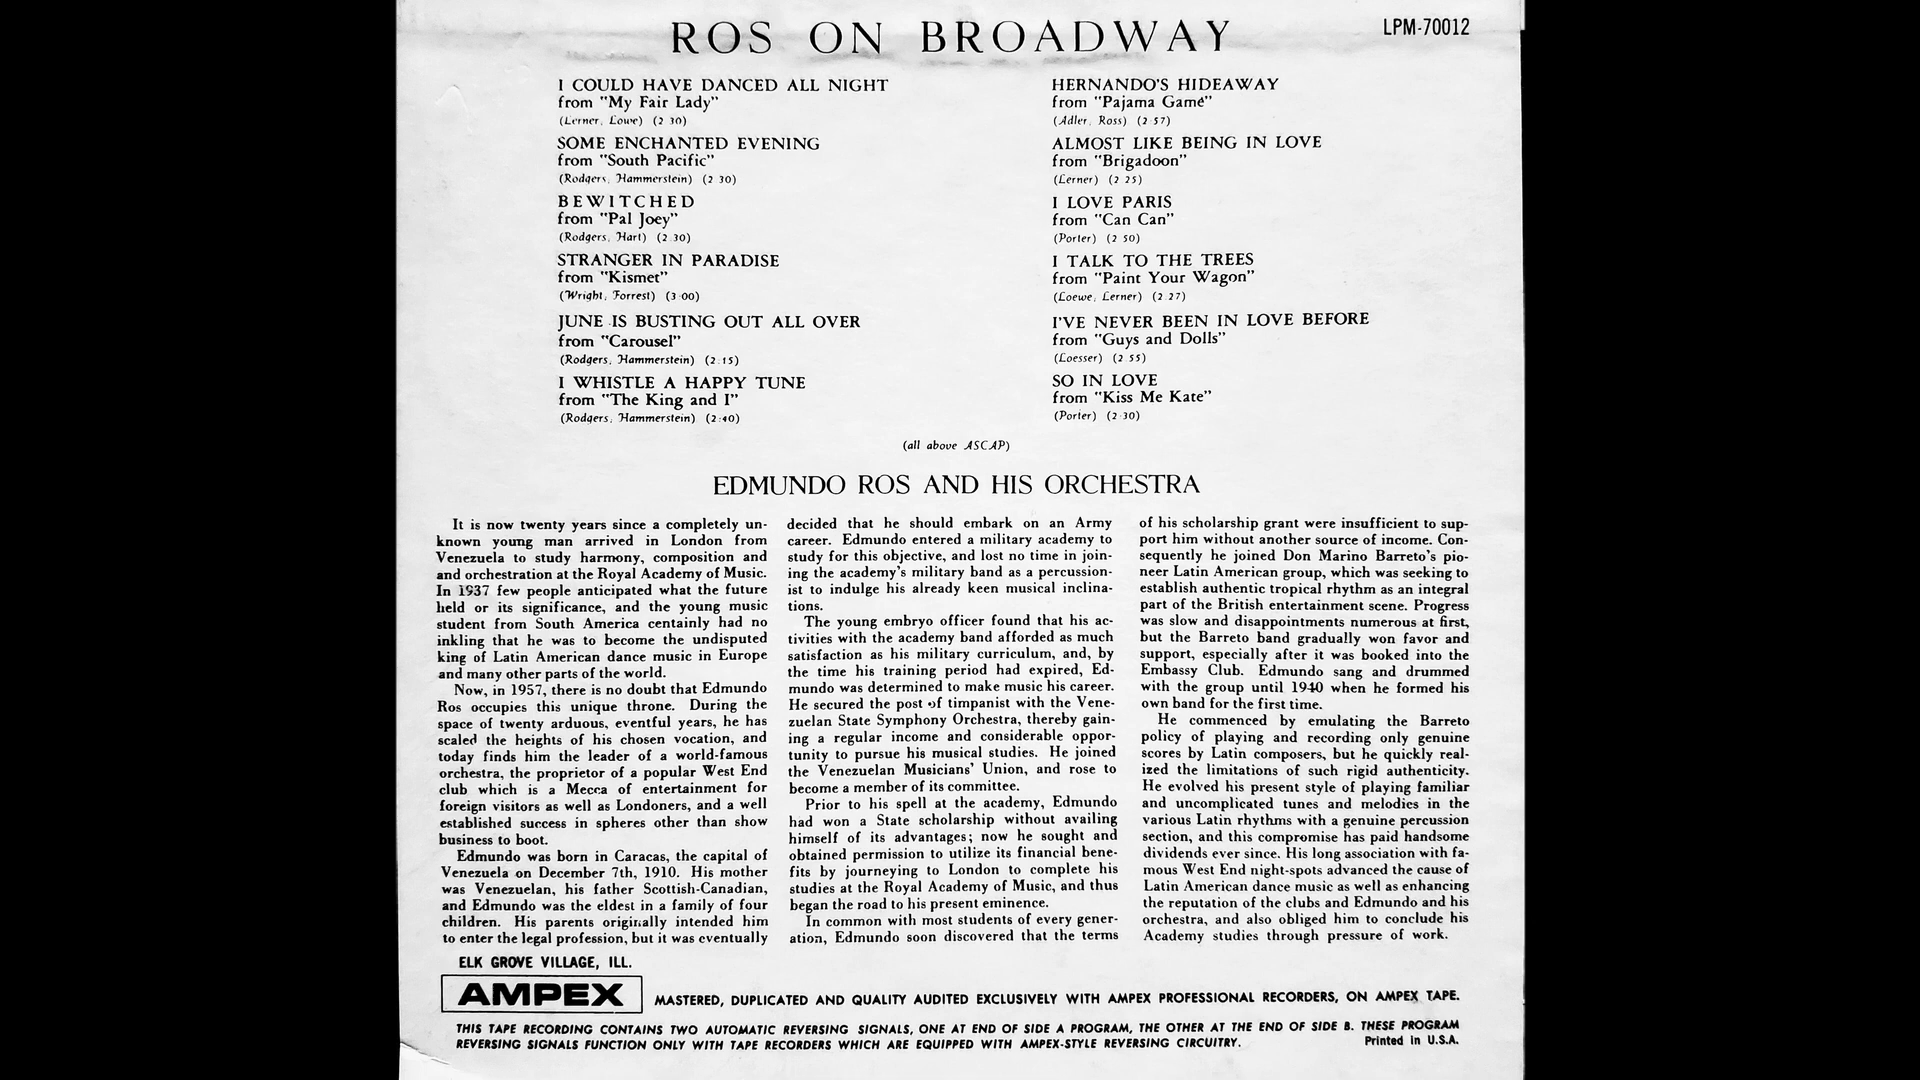 ROS ON BROADWAY
LPM-70012
I COULD HAVE DANCED ALL NIGHT
from "My Fair Lady"
(Lerner, Lowe) (2:30)
SOME ENCHANTED EVENING
from "South Pacific"
(Rodgers, Hammerstein) (2:30)
BEWITCHED
from "Pal Joey"
(Rodgers, Hart) (2:30)
STRANGER IN PARADISE
from "Kismet"
(Wright, Forrest) (3:00)
JUNE IS BUSTING OUT ALL OVER
from "Carousel"
(Rodgers, Hammerstein) (2:15)
I WHISTLE A HAPPY TUNE
from "The King and I"
(Rodgers, Hammerstein) (2:40)
HERNANDO'S HIDEAWAY
from "Pajama Game"
(Adler, Ross) (2:57)
ALMOST LIKE BEING IN LOVE
from "Brigadoon"
(Lerner) (2:25)
I LOVE PARIS
from "Can Can"
(Porter) (2:50)
I TALK TO THE TREES
from "Paint Your Wagon"
(Loewe, Lerner) (2:27)
I'VE NEVER BEEN IN LOVE BEFORE
from "Guys and Dolls"
(Loesser) (2:55)
SO IN LOVE
from "Kiss Me Kate"
(Porter) (2:30)
(all above ASCAP)
EDMUNDO ROS AND HIS ORCHESTRA
It is now twenty years since a completely un-
known young man arrived in London from
Venezuela to study harmony, composition and
and orchestration at the Royal Academy of Music.
In 1937 few people anticipated what the future
held or its significance, and the young music
student from South America centainly had no
inkling that he was to become the undisputed
king of Latin American dance music in Europe
and many other parts of the world.
Now, in 1957, there is no doubt that Edmundo
Ros occupies this unique throne. During the
space of twenty arduous, eventful years, he has
scaled the heights of his chosen vocation, and
today finds him the leader of a world-famous
orchestra, the proprietor of a popular West End
club which is a Mecca of entertainment for
foreign visitors as well as Londoners, and a well
established success in spheres other than show
business to boot.
Edmundo was born in Caracas, the capital of
Venezuela on December 7th, 1910. His mother
was Venezuelan, his father Scottish-Canadian,
and Edmundo was the eldest in a family of four
children. His parents originally intended him
to enter the legal profession, but it was eventually
decided that he should embark on an Army
career. Edmundo entered a military academy to
study for this objective, and lost no time in join-
ing the academy's military band as a percussion-
ist to indulge his already keen musical inclina-
tions.
The young embryo officer found that his ac-
tivities with the academy band afforded as much
satisfaction as his military curriculum, and, by
the time his training period had expired, Ed-
mundo was determined to make music his career.
He secured the post of timpanist with the Vene-
zuelan State Symphony Orchestra, thereby gain-
ing a regular income and considerable oppor-
tunity to pursue his musical studies. He joined
the Venezuelan Musicians' Union, and rose to
become a member of its committee.
Prior to his spell at the academy, Edmundo
had won a State scholarship without availing
himself of its advantages; now he sought and
obtained permission to utilize its financial bene-
fits by journeying to London to complete his
studies at the Royal Academy of Music, and thus
began the road to his present eminence.
In common with most students of every gener-
ation, Edmundo soon discovered that the terms
of his scholarship grant were insufficient to sup-
port him without another source of income. Con-
sequently he joined Don Marino Barreto's pio-
neer Latin American group, which was seeking to
establish authentic tropical rhythm as an integral
part of the British entertainment scene. Progress
was slow and disappointments numerous at first,
but the Barreto band gradually won favor and
support, especially after it was booked into the
Embassy Club. Edmundo sang and drummed
with the group until 1940 when he formed his
own band for the first time.
He commenced by emulating the Barreto
policy of playing and recording only genuine
scores by Latin composers, but he quickly real-
ized the limitations of such rigid authenticity.
He evolved his present style of playing familiar
and uncomplicated tunes and melodies in the
various Latin rhythms with a genuine percussion
section, and this compromise has paid handsome
dividends ever since. His long association with fa-
mous West End night-spots advanced the cause of
Latin American dance music as well as enhancing
the reputation of the clubs and Edmundo and his
orchestra, and also obliged him to conclude his
Academy studies through pressure of work.
ELK GROVE VILLAGE, ILL.
AMPEX
MASTERED, DUPLICATED AND QUALITY AUDITED EXCLUSIVELY WITH AMPEX PROFESSIONAL RECORDERS, ON AMPEX TAPE.
THIS TAPE RECORDING CONTAINS TWO AUTOMATIC REVERSING SIGNALS, ONE AT END OF SIDE A PROGRAM, THE OTHER AT THE END OF SIDE B. THESE PROGRAM
REVERSING SIGNALS FUNCTION ONLY WITH TAPE RECORDERS WHICH ARE EQUIPPED WITH AMPEX-STYLE REVERSING CIRCUITRY.
Printed in U.S.A.